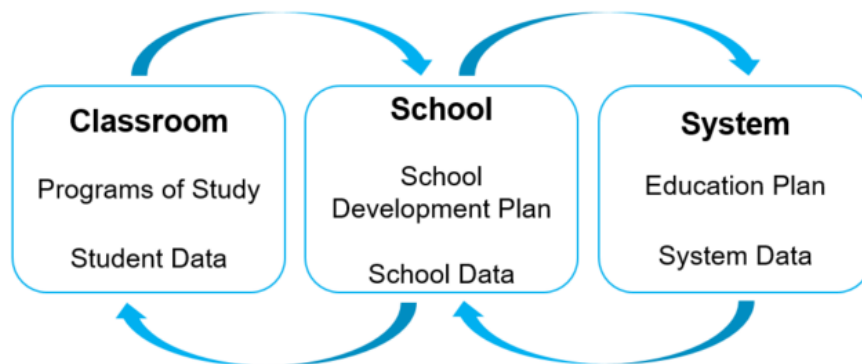 Classroom
Programs of Study
Student Data
School
School
Development Plan
School Data
System
Education Plan
System Data